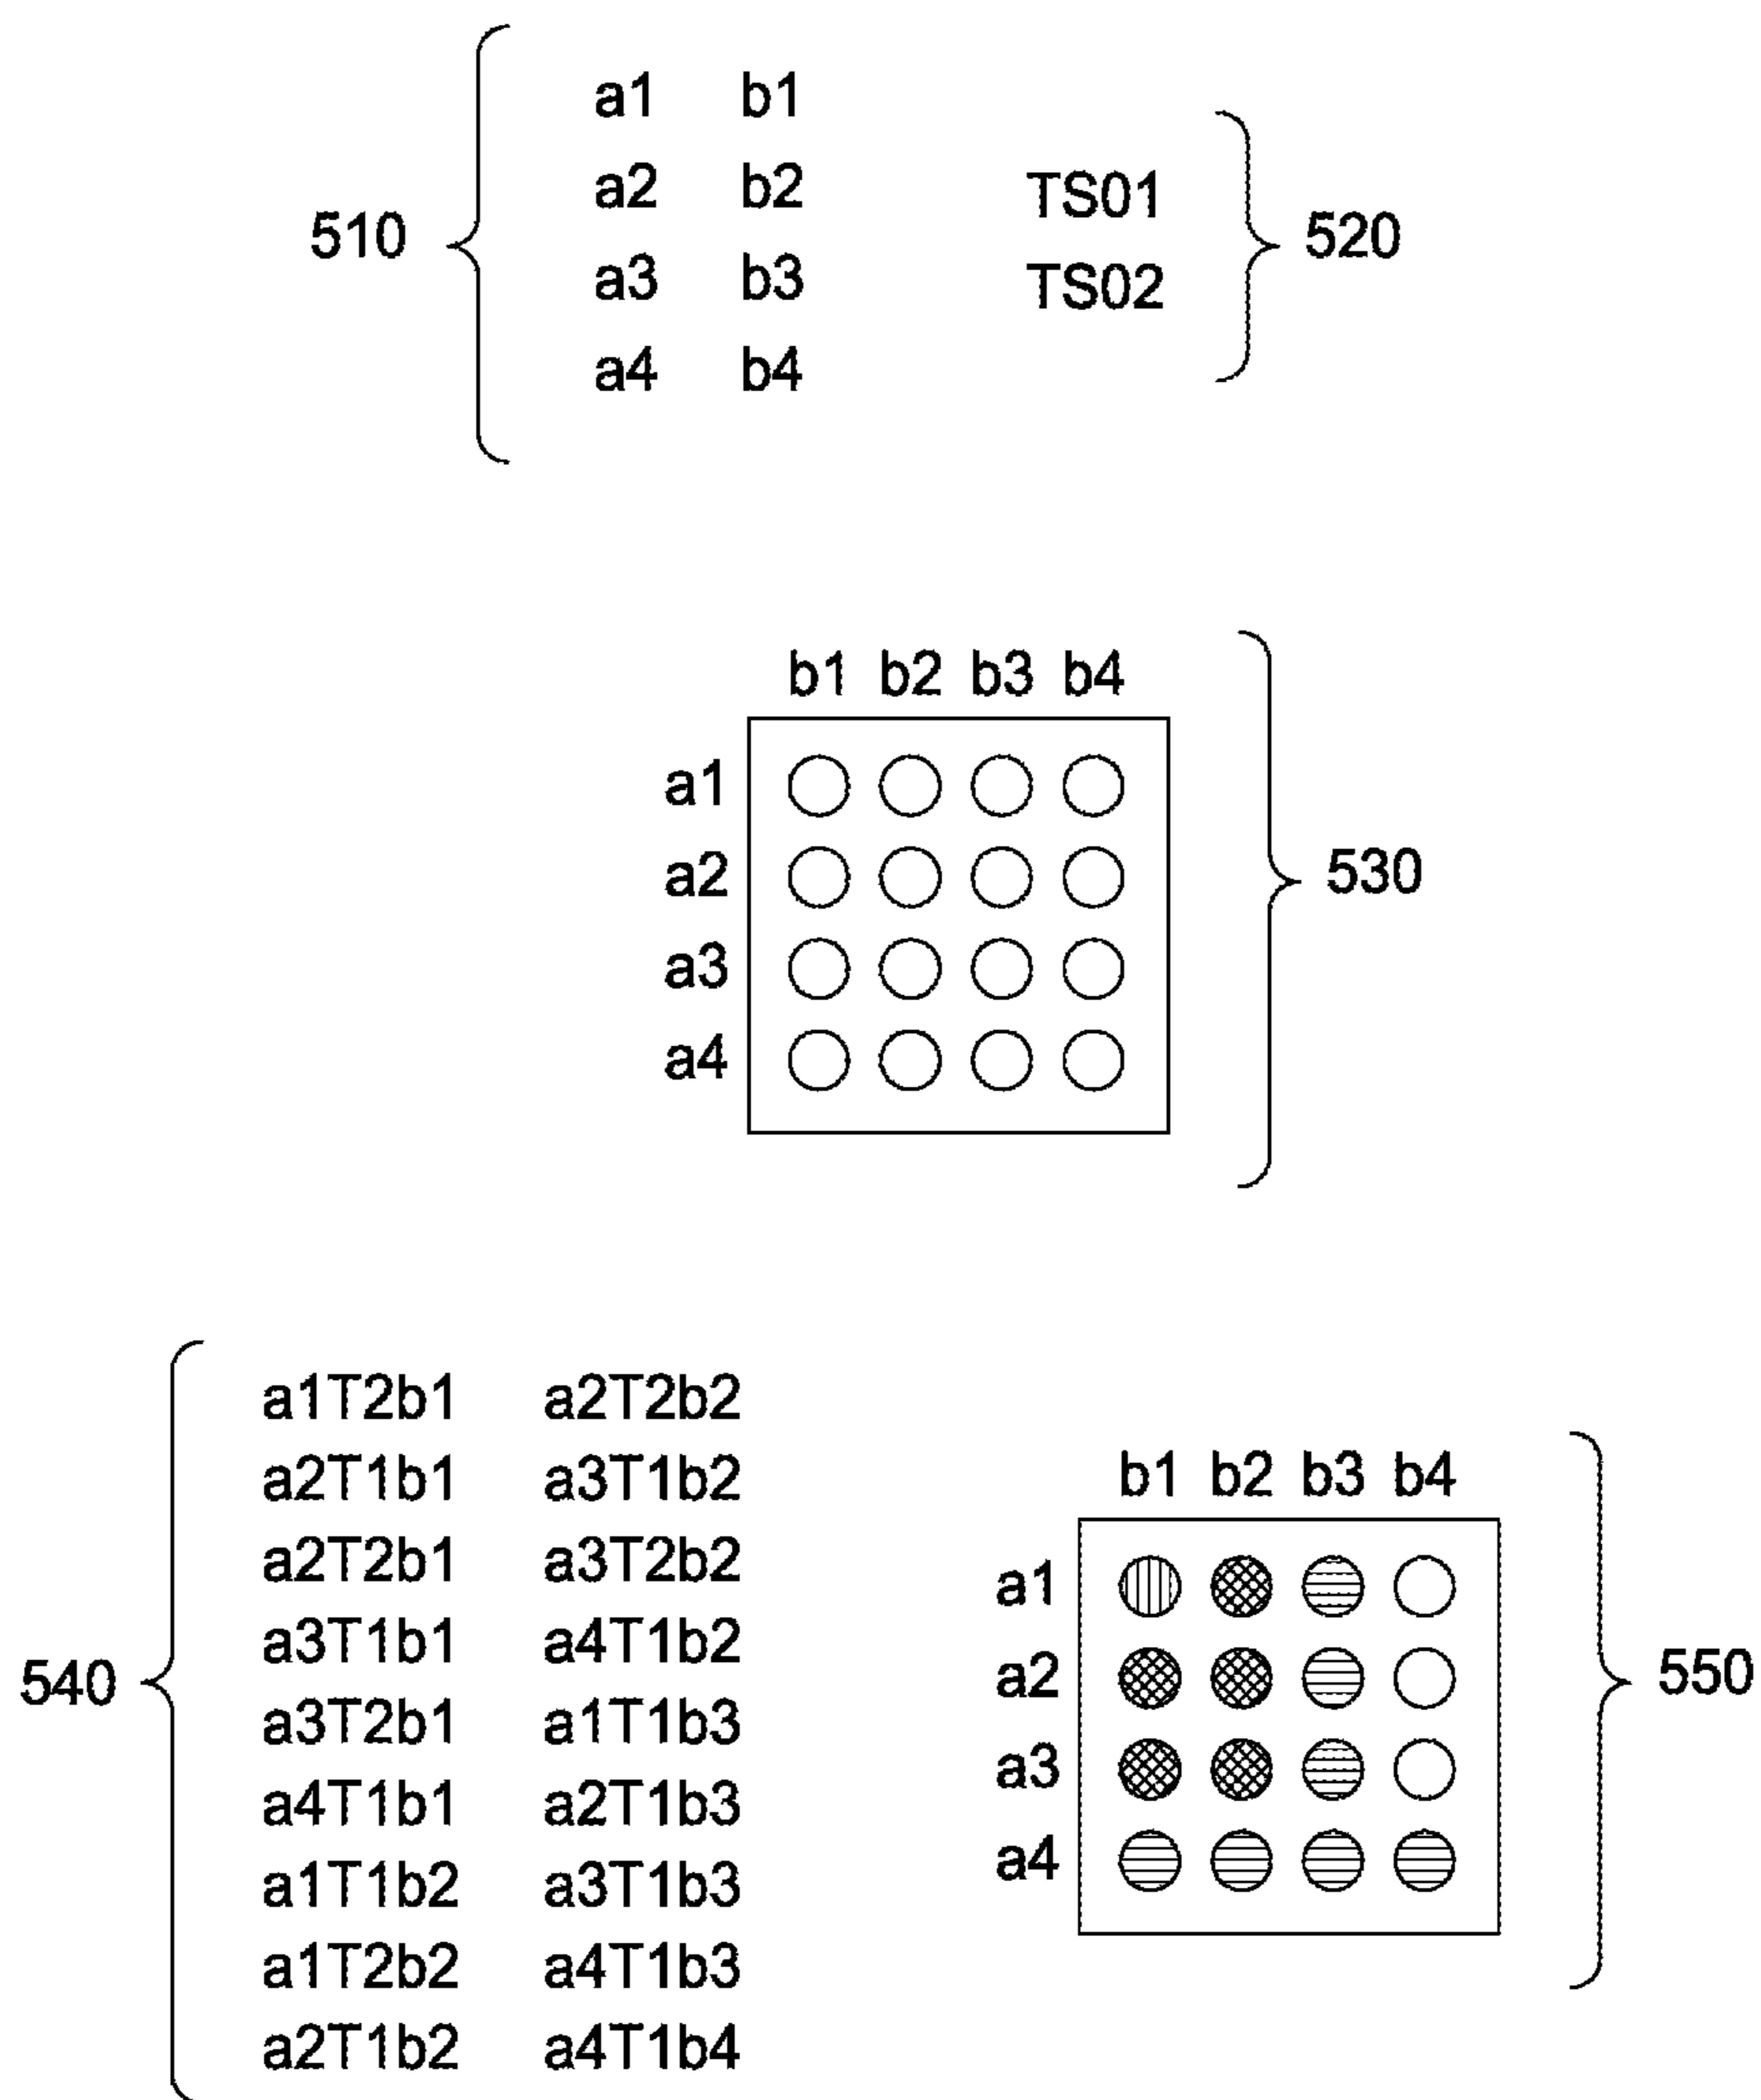 a1 b1
a2 b2
a3 b3
a4 b4
510
TS01
TS02
520
b1 b2 b3 b4
a1
a2
a3
a4
530
540
a1T2b1 a2T2b2
a2T1b1 a3T1b2
a2T2b1 a3T2b2
a3T1b1 a4T1b2
a3T2b1 a1T1b3
a4T1b1 a2T1b3
a1T1b2 a3T1b3
a1T2b2 a4T1b3
a2T1b2 a4T1b4
b1 b2 b3 b4
a1
a2
a3
a4
550